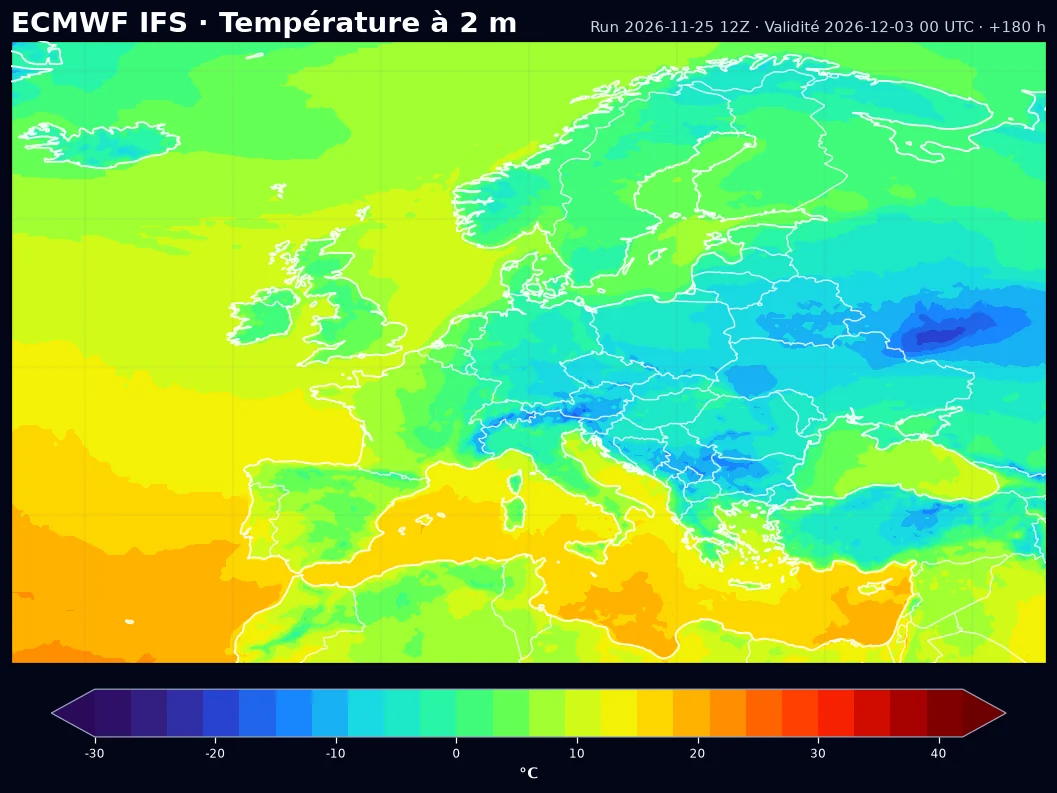 ECMWF IFS · Température à 2 m
Run 2026-11-25 12Z · Validité 2026-12-03 00 UTC · +180 h
-30 -20 -10 0 10 20 30 40
°C